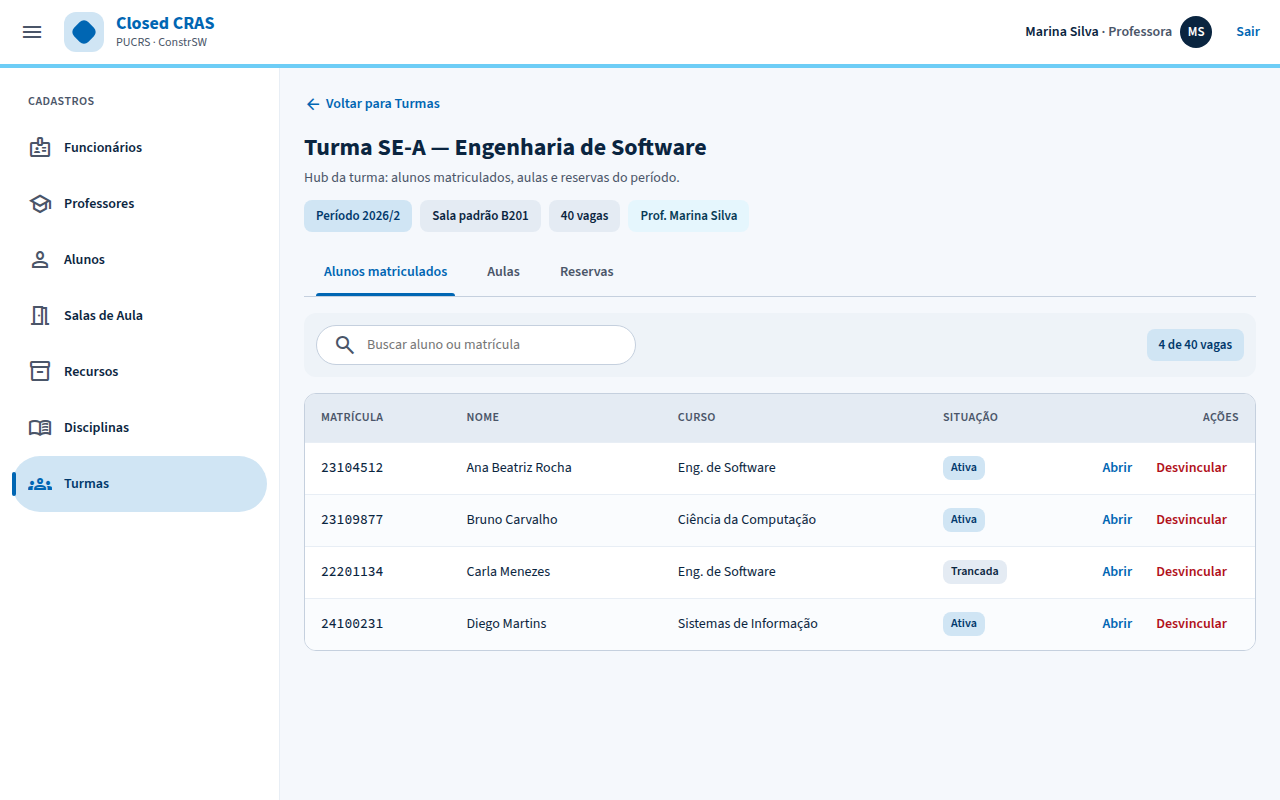 Closed CRAS
PUCRS · ConstrSW
Marina Silva · Professora
MS
Sair
CADASTROS
Funcionários
Professores
Alunos
Salas de Aula
Recursos
Disciplinas
Turmas
Voltar para Turmas
Turma SE-A — Engenharia de Software
Hub da turma: alunos matriculados, aulas e reservas do período.
Período 2026/2
Sala padrão B201
40 vagas
Prof. Marina Silva
Alunos matriculados
Aulas
Reservas
Buscar aluno ou matrícula
4 de 40 vagas
MATRÍCULA NOME CURSO SITUAÇÃO AÇÕES
23104512 Ana Beatriz Rocha Eng. de Software Ativa Abrir Desvincular
23109877 Bruno Carvalho Ciência da Computação Ativa Abrir Desvincular
22201134 Carla Menezes Eng. de Software Trancada Abrir Desvincular
24100231 Diego Martins Sistemas de Informação Ativa Abrir Desvincular